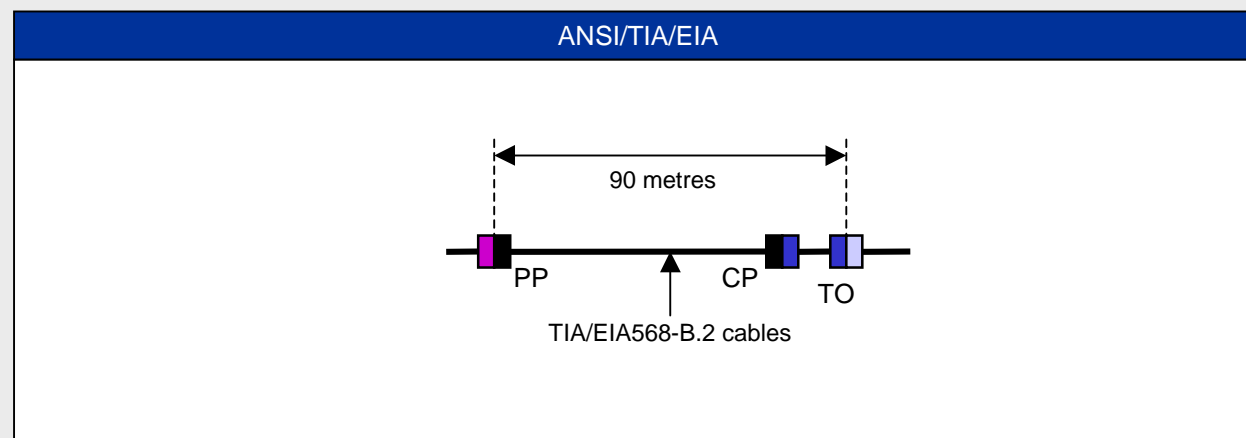 ANSI/TIA/EIA
90 metres
PP
CP
TO
TIA/EIA568-B.2 cables